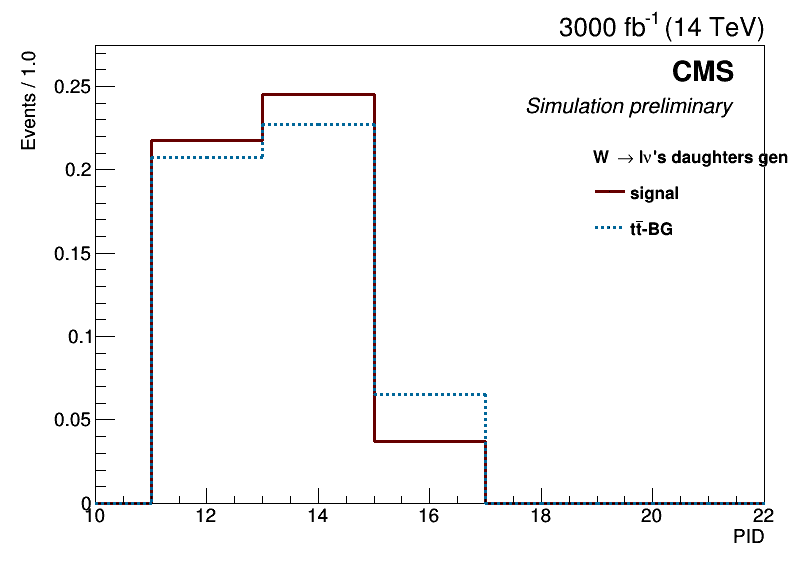 3000 fb⁻¹ (14 TeV)
Events / 1.0
CMS
Simulation preliminary
W → lν's daughters gen
signal
tt̄-BG
0.25
0.2
0.15
0.1
0.05
0
10 12 14 16 18 20 22
PID